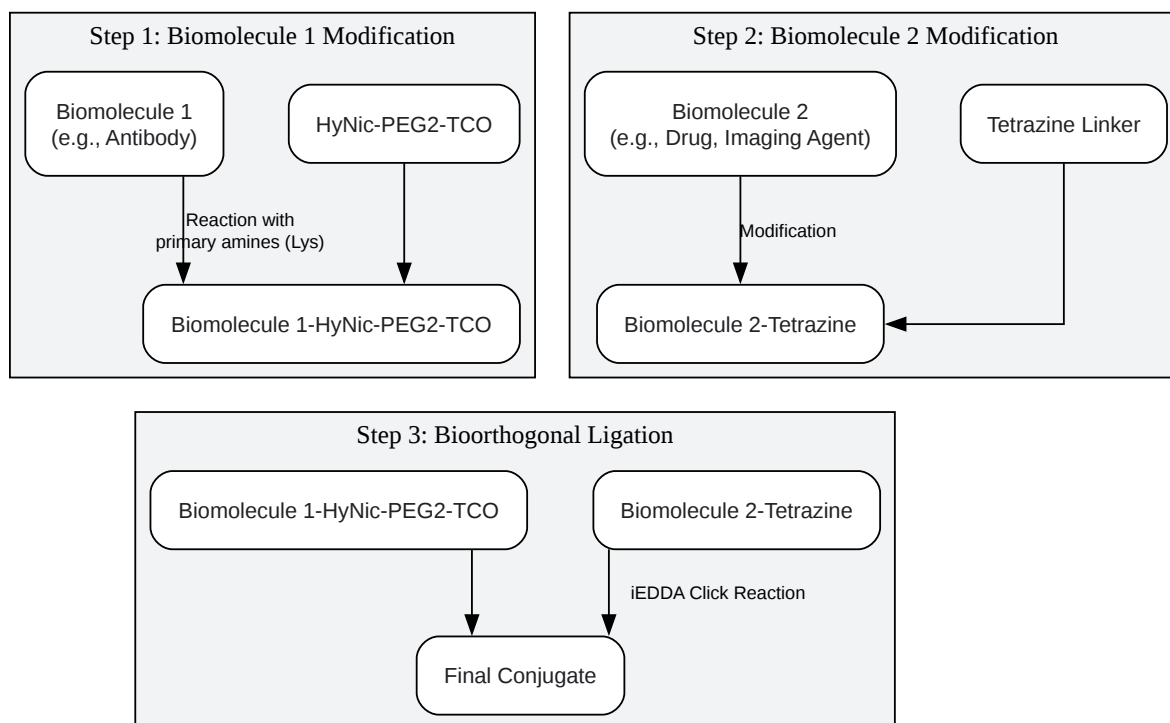 Step 1: Biomolecule 1 Modification
Biomolecule 1
(e.g., Antibody)
HyNic-PEG2-TCO
Reaction with
primary amines (Lys)
Biomolecule 1-HyNic-PEG2-TCO
Step 2: Biomolecule 2 Modification
Biomolecule 2
(e.g., Drug, Imaging Agent)
Tetrazine Linker
Modification
Biomolecule 2-Tetrazine
Step 3: Bioorthogonal Ligation
Biomolecule 1-HyNic-PEG2-TCO
Biomolecule 2-Tetrazine
iEDDA Click Reaction
Final Conjugate